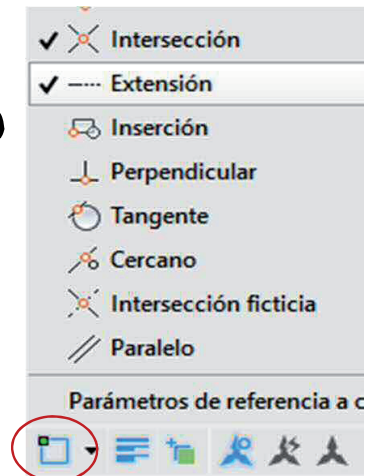 Intersección
Extensión
Inserción
Perpendicular
Tangente
Cercano
Intersección ficticia
Paralelo
Parámetros de referencia a